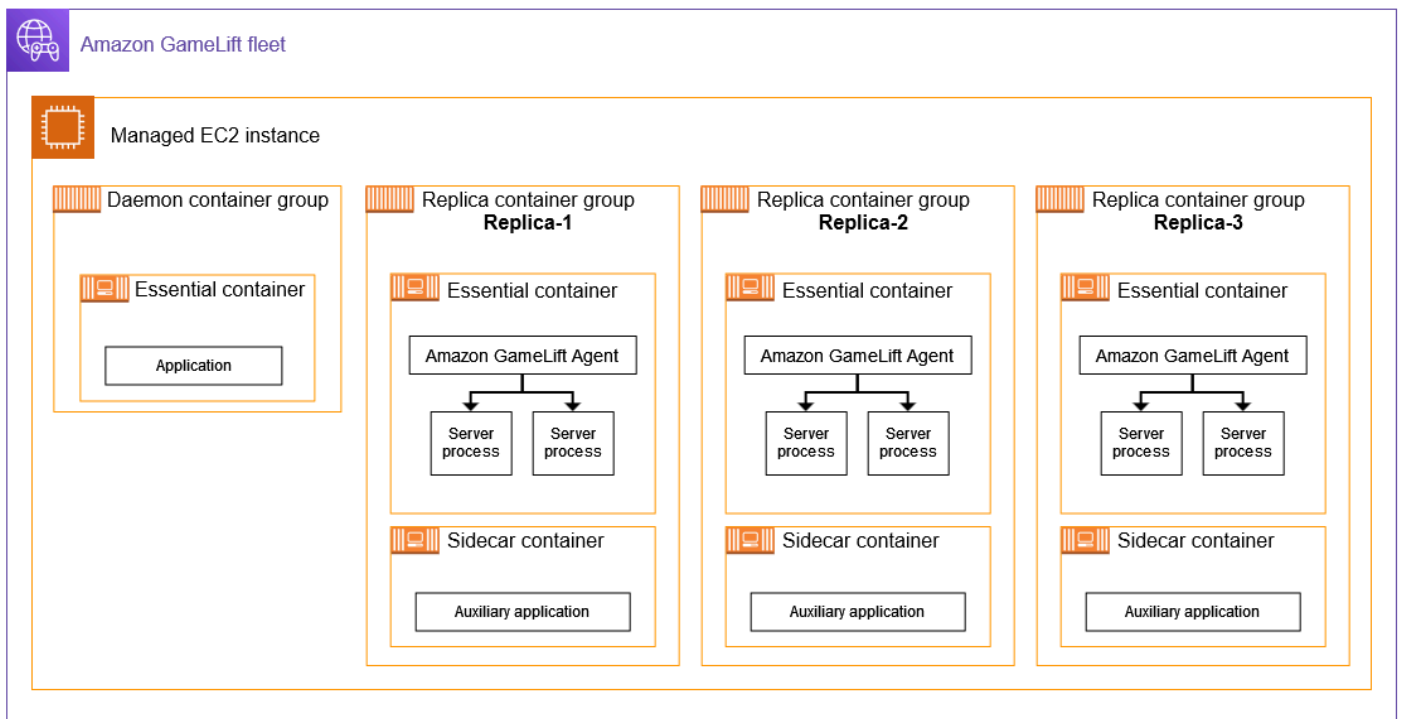 Amazon GameLift fleet
Managed EC2 instance
Daemon container group
Essential container
Application
Replica container group
Replica-1
Essential container
Amazon GameLift Agent
Server
process
Server
process
Sidecar container
Auxiliary application
Replica container group
Replica-2
Essential container
Amazon GameLift Agent
Server
process
Server
process
Sidecar container
Auxiliary application
Replica container group
Replica-3
Essential container
Amazon GameLift Agent
Server
process
Server
process
Sidecar container
Auxiliary application